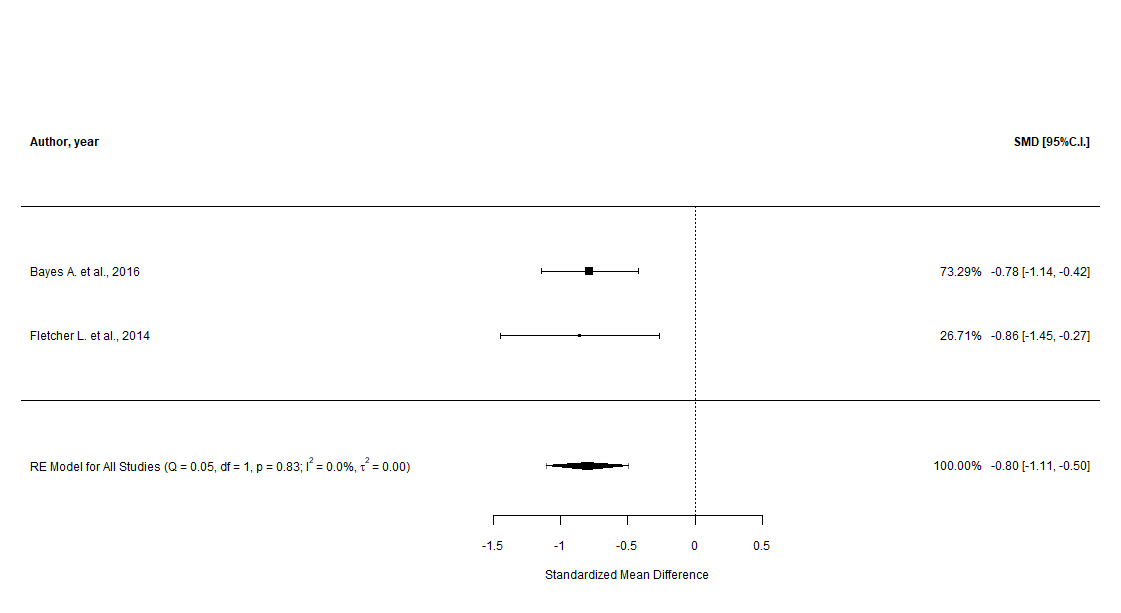 Author, year SMD [95%C.I.]
Bayes A. et al., 2016 73.29% -0.78 [-1.14, -0.42]
Fletcher L. et al., 2014 26.71% -0.86 [-1.45, -0.27]
RE Model for All Studies (Q = 0.05, df = 1, p = 0.83; I² = 0.0%, τ² = 0.00) 100.00% -0.80 [-1.11, -0.50]
-1.5 -1 -0.5 0 0.5
Standardized Mean Difference